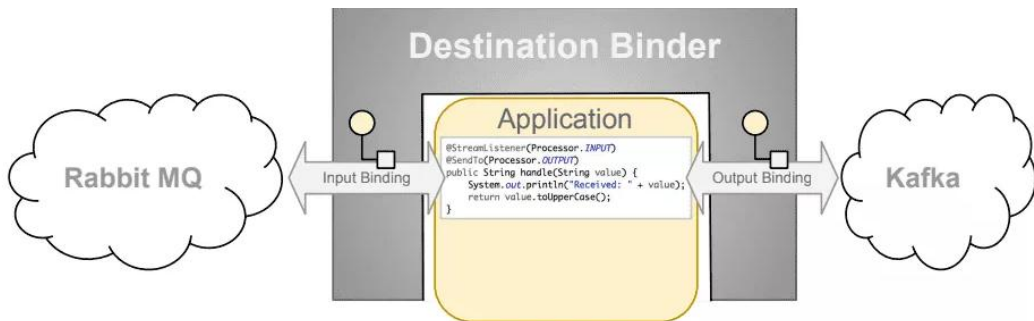 Destination Binder
Application
@StreamListener(Processor.INPUT)
@SendTo(Processor.OUTPUT)
public String handle(String value) {
System.out.println("Received: " + value);
return value.toUpperCase();
}
Rabbit MQ
Input Binding
Output Binding
Kafka